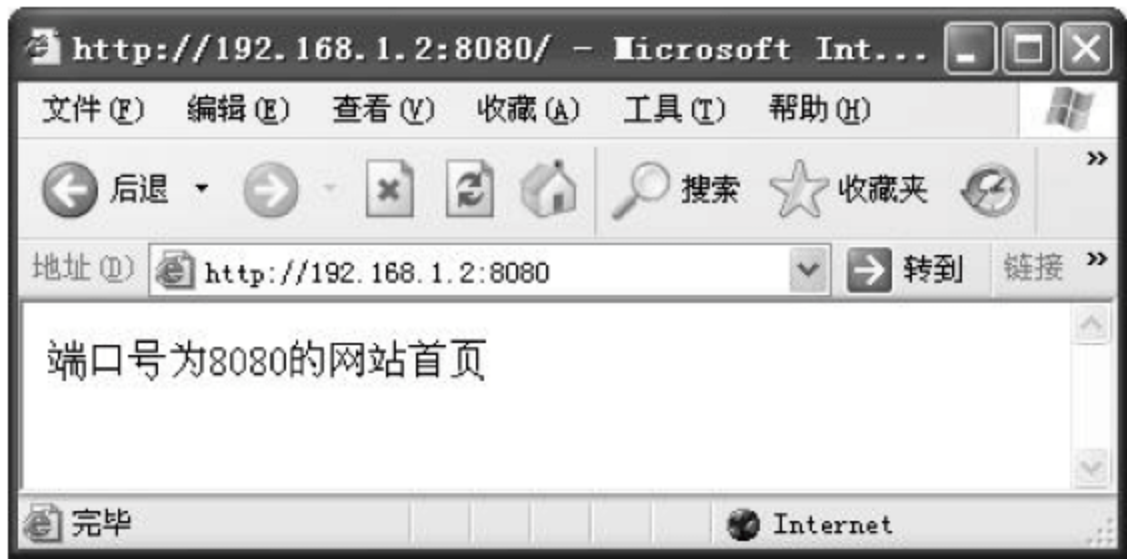 http://192.168.1.2:8080/ - Microsoft Int...
文件(F) 编辑(E) 查看(V) 收藏(A) 工具(T) 帮助(H)
后退 搜索 收藏夹 »
地址(D) http://192.168.1.2:8080 转到 链接 »
端口号为8080的网站首页
完毕 Internet